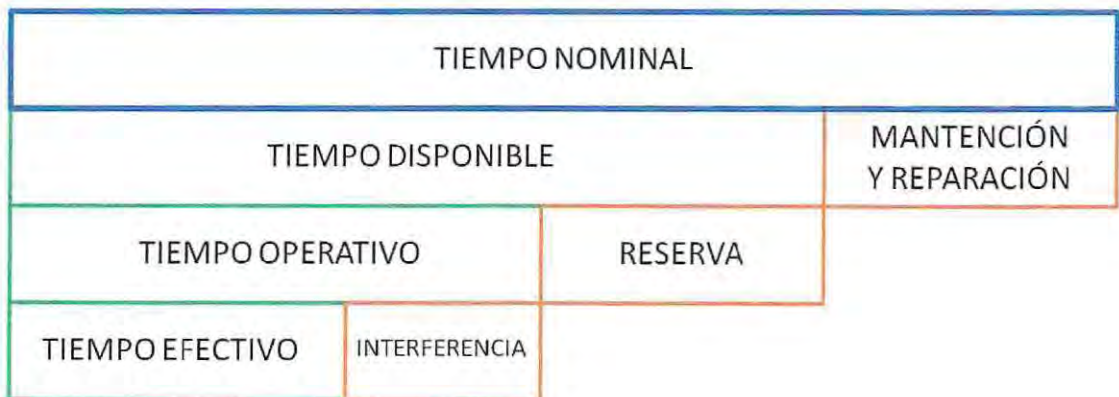 TIEMPO NOMINAL
TIEMPO DISPONIBLE
MANTENCIÓN
Y REPARACIÓN
TIEMPO OPERATIVO
RESERVA
TIEMPO EFECTIVO
INTERFERENCIA